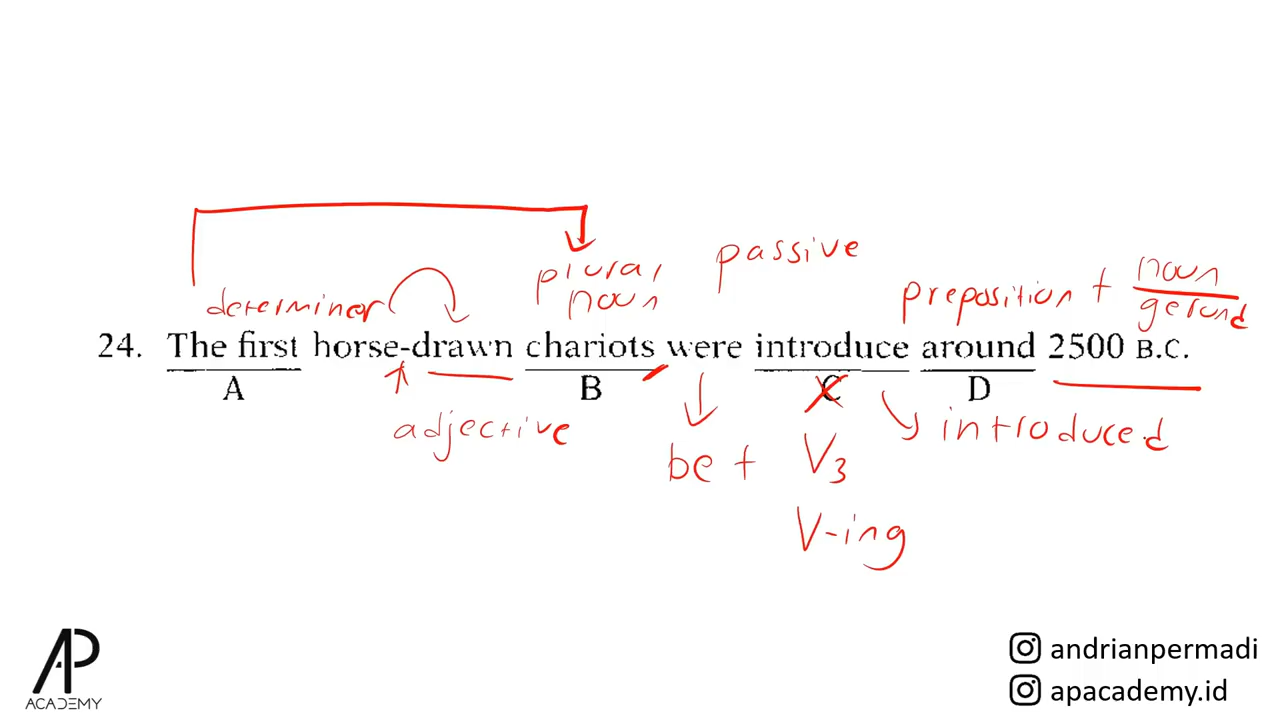 passive
plural
noun
noun
preposition +
gerund
determiner
24. The first horse-drawn chariots were introduce around 2500 B.C.
A B C D
adjective
introduced
be + V3
V-ing
AP
ACADEMY
andrianpermadi
apacademy.id